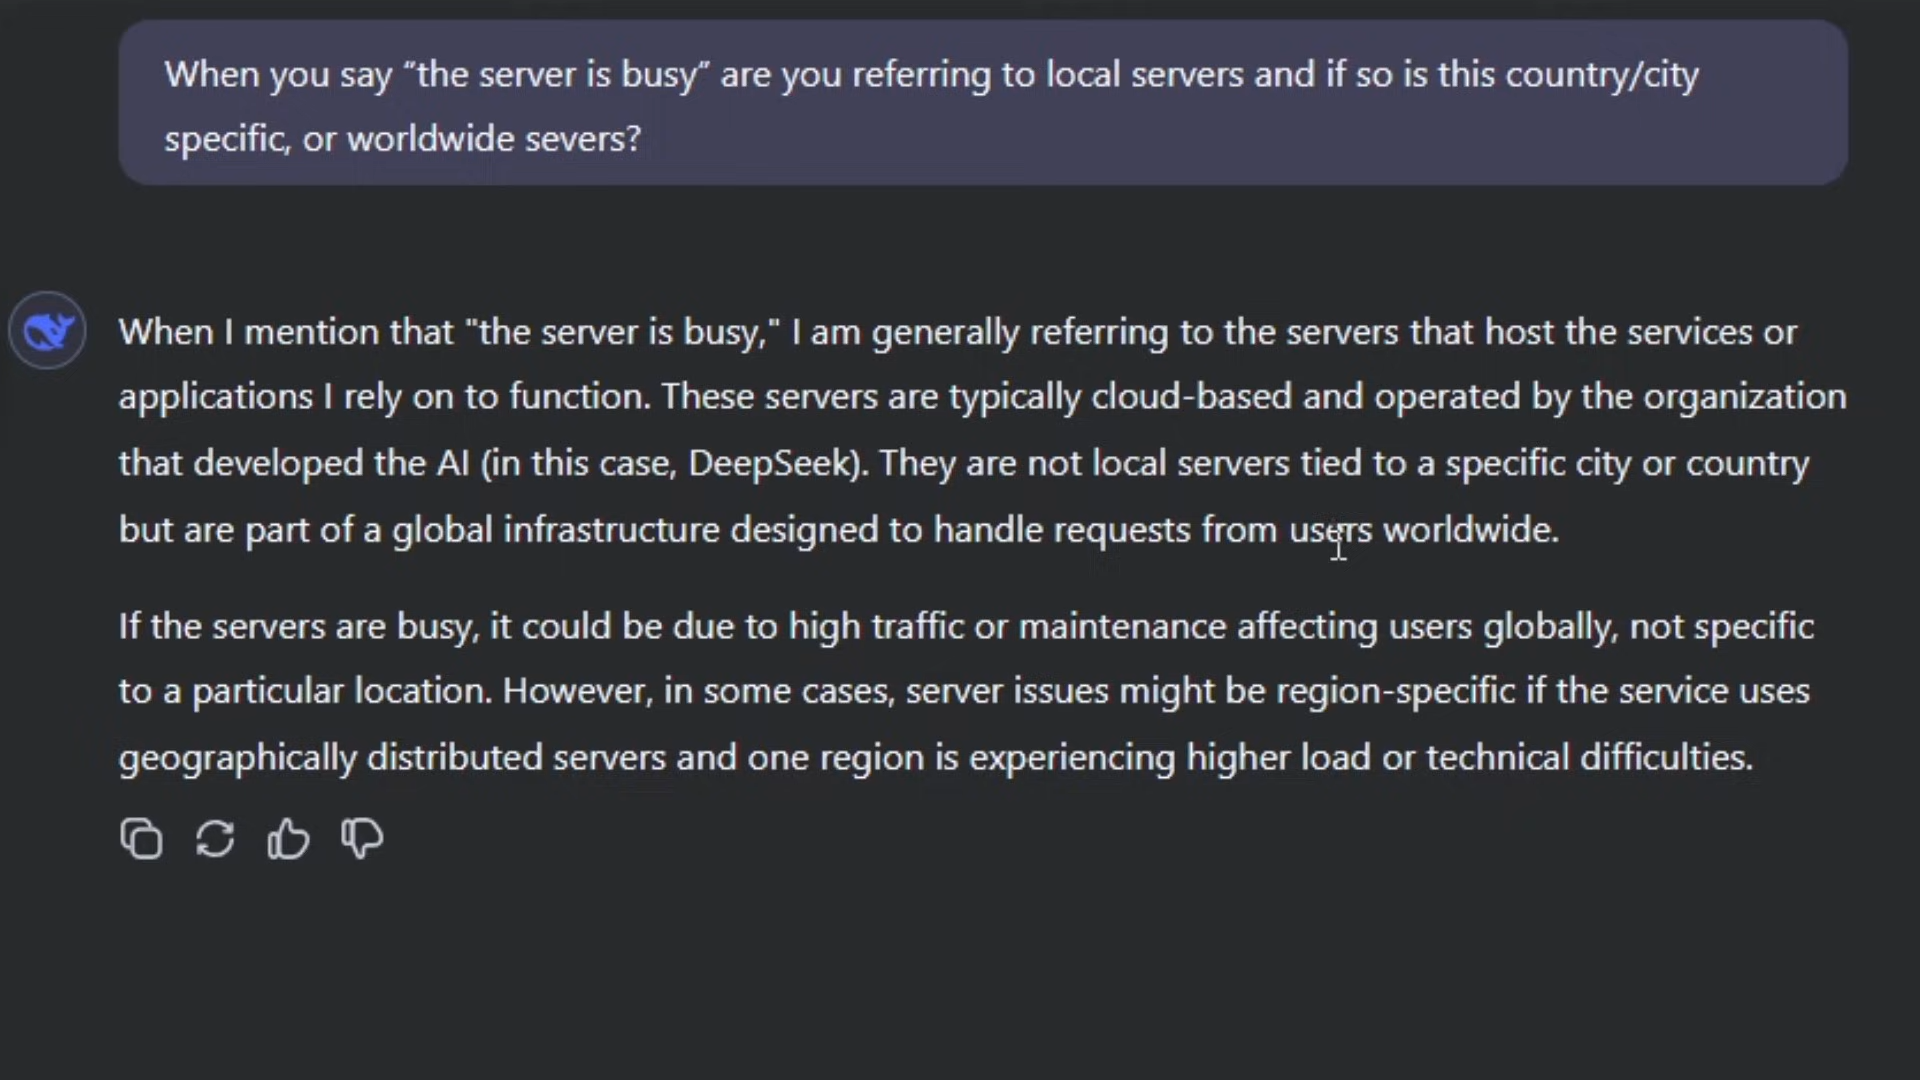 When you say “the server is busy” are you referring to local servers and if so is this country/city
specific, or worldwide severs?
When I mention that "the server is busy," I am generally referring to the servers that host the services or
applications I rely on to function. These servers are typically cloud-based and operated by the organization
that developed the AI (in this case, DeepSeek). They are not local servers tied to a specific city or country
but are part of a global infrastructure designed to handle requests from users worldwide.
If the servers are busy, it could be due to high traffic or maintenance affecting users globally, not specific
to a particular location. However, in some cases, server issues might be region-specific if the service uses
geographically distributed servers and one region is experiencing higher load or technical difficulties.